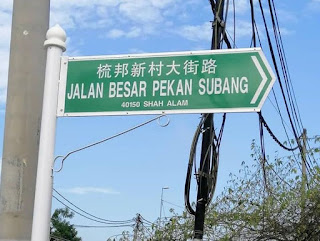 梳邦新村大街路
JALAN BESAR PEKAN SUBANG
40150 SHAH ALAM